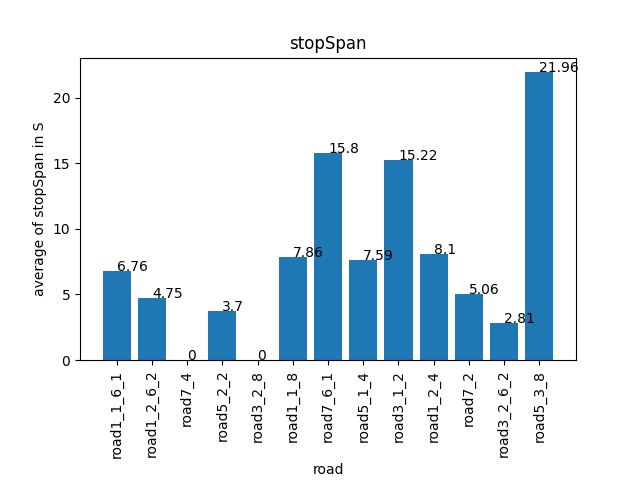 stopSpan
average of stopSpan in S
20
15
10
5
0
6.76
4.75
0
3.7
0
7.86
15.8
7.59
15.22
8.1
5.06
2.81
21.96
road1_1_6_1
road1_2_6_2
road7_4
road5_2_2
road3_2_8
road1_1_8
road7_6_1
road5_1_4
road3_1_2
road1_2_4
road7_2
road3_2_6_2
road5_3_8
road